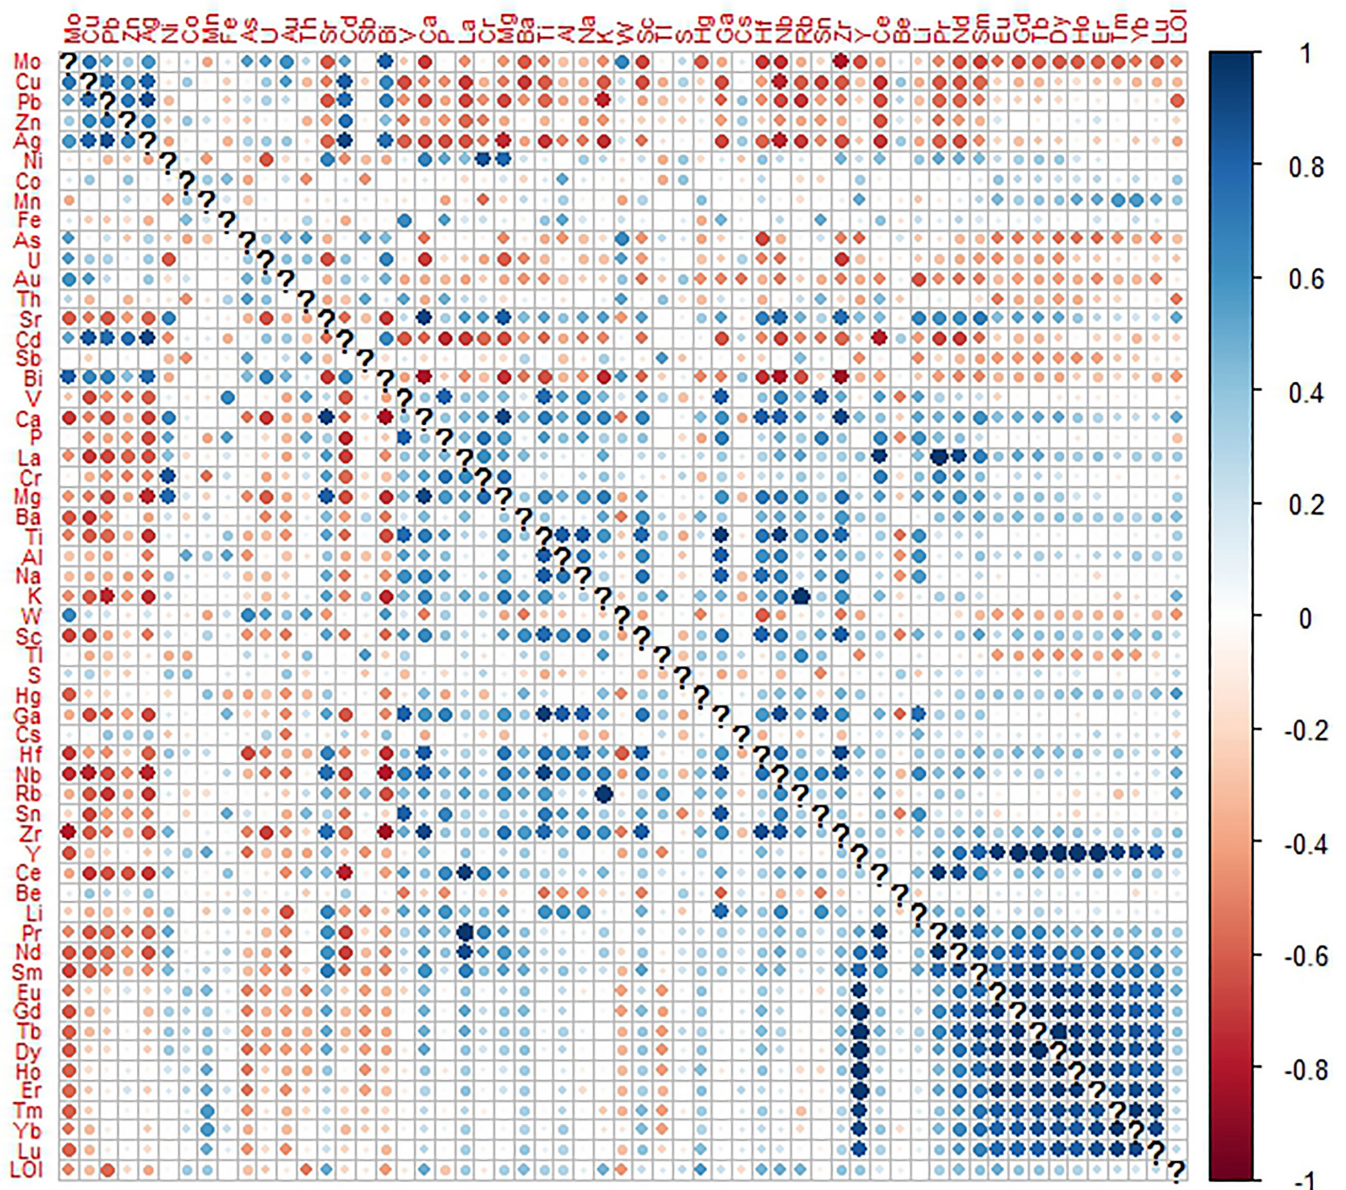 Mo Cu Pb Zn Ag Ni Co Mn Fe As U Au Th Sr Cd Sb Bi V Ca P La Cr Mg Ba Ti Al Na K W Sc Tl S Hg Ga Cs Hf Nb Rb Sn Zr Y Ce Be Li Pr Nd Sm Eu Gd Tb Dy Ho Er Tm Yb Lu LOI
1
Mo ?
Cu ?
Pb ?
Zn ?
0.8
Ag ?
Ni ?
Co ?
Mn ?
Fe ?
As ?
0.6
U ?
Au ?
Th ?
Sr ?
Cd ?
Sb ?
0.4
Bi ?
V ?
Ca ?
P ?
La ?
Cr ?
0.2
Mg ?
Ba ?
Ti ?
Al ?
Na ?
K ?
0
W ?
Sc ?
Tl ?
S ?
Hg ?
Ga ?
-0.2
Cs ?
Hf ?
Nb ?
Rb ?
Sn ?
Zr ?
-0.4
Y ?
Ce ?
Be ?
Li ?
Pr ?
Nd ?
-0.6
Sm ?
Eu ?
Gd ?
Tb ?
Dy ?
Ho ?
-0.8
Er ?
Tm ?
Yb ?
Lu ?
LOI ?
-1